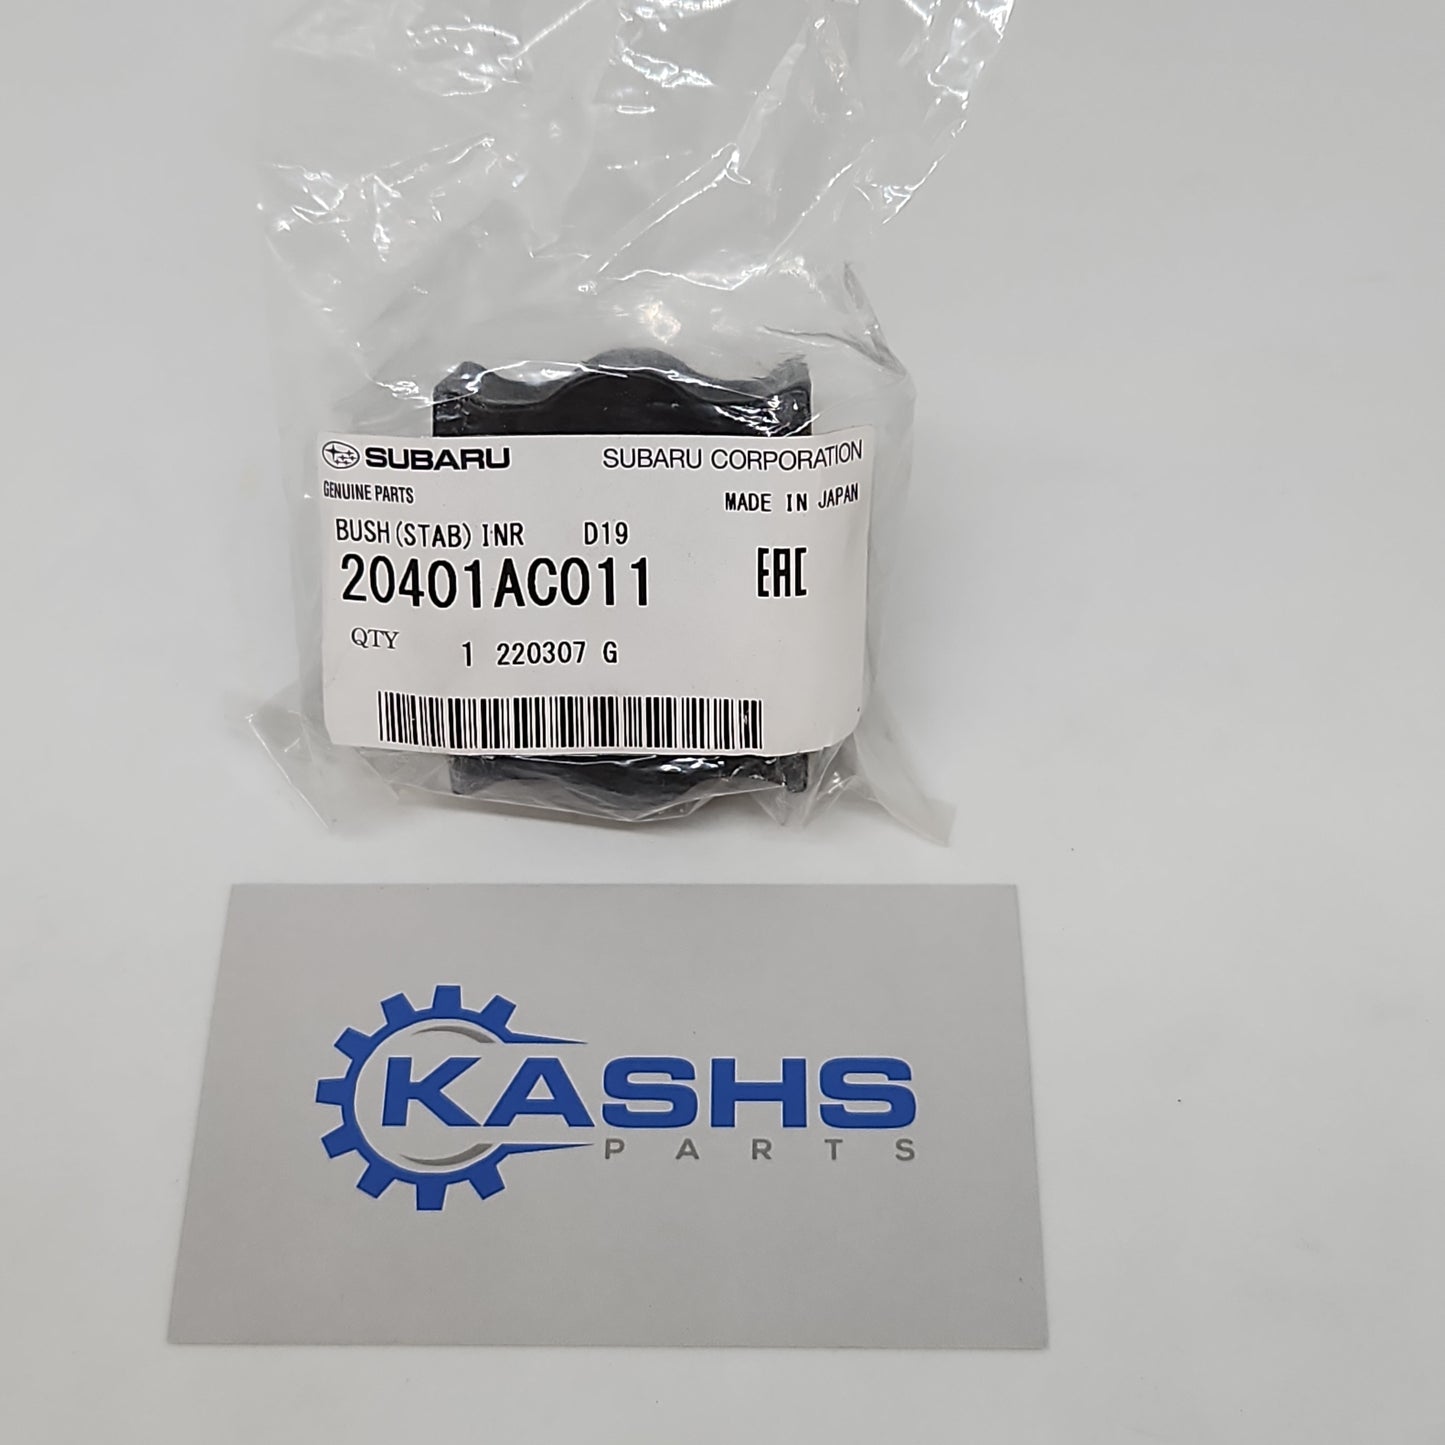 SUBARU SUBARU CORPORATION
GENUINE PARTS MADE IN JAPAN
BUSH(STAB) INR D19
20401AC011 EAC
QTY 1 220307 G
KASHS
PARTS